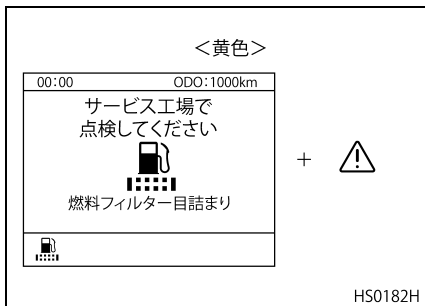 ＜黄色＞
00:00 ODO:1000km
サービス工場で
点検してください
燃料フィルター目詰まり
+
HS0182H